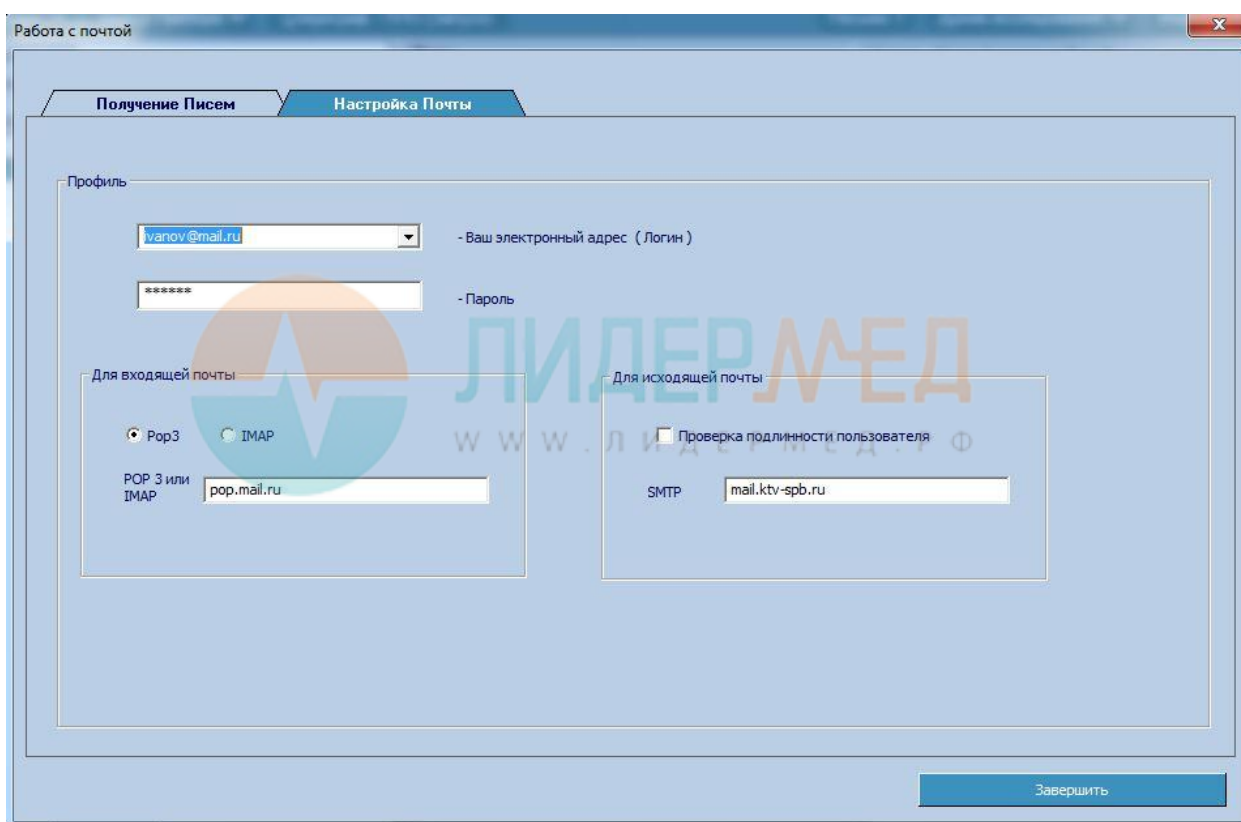 Работа с почтой
Получение Писем
Настройка Почты
Профиль
ivanov@mail.ru
- Ваш электронный адрес ( Логин )
******
- Пароль
ЛИДЕРМЕД
WWW.ЛИДЕРМЕД.РФ
Для входящей почты
Pop3
IMAP
POP 3 или
IMAP
pop.mail.ru
Для исходящей почты
Проверка подлинности пользователя
SMTP
mail.ktv-spb.ru
Завершить